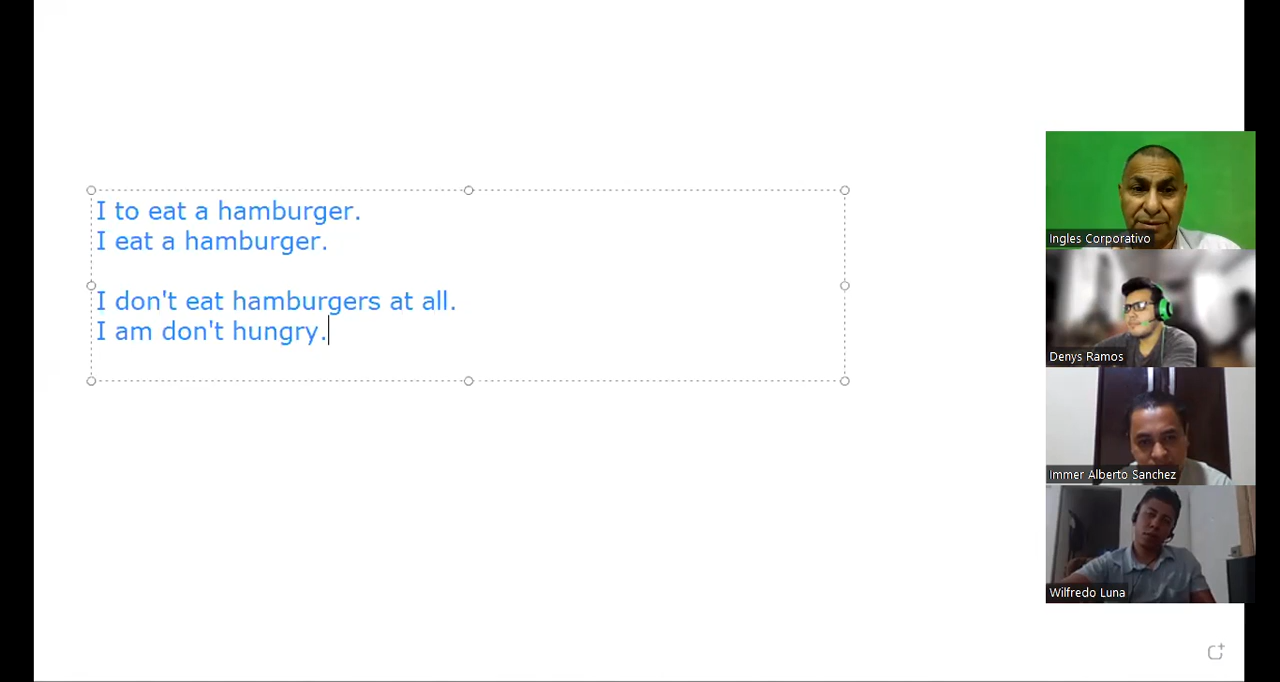 I to eat a hamburger.
I eat a hamburger.
I don't eat hamburgers at all.
I am don't hungry.
Ingles Corporativo
Denys Ramos
Immer Alberto Sanchez
Wilfredo Luna